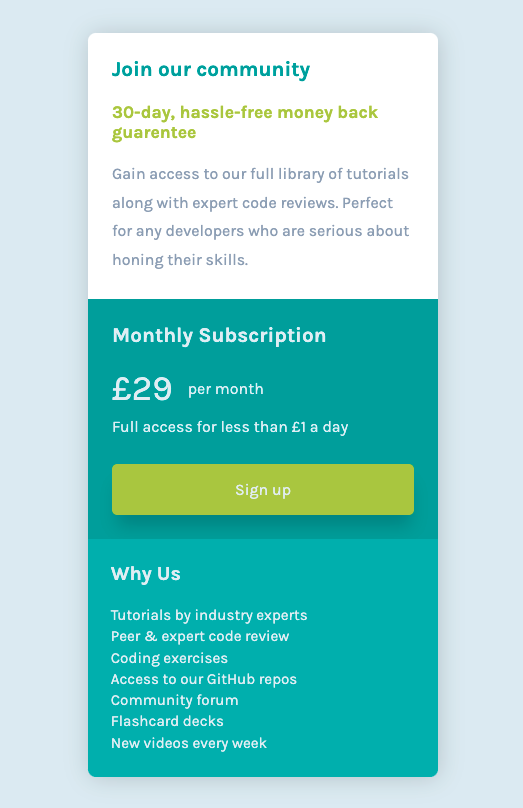 Join our community
30-day, hassle-free money back
guarentee
Gain access to our full library of tutorials
along with expert code reviews. Perfect
for any developers who are serious about
honing their skills.
Monthly Subscription
£29 per month
Full access for less than £1 a day
Sign up
Why Us
Tutorials by industry experts
Peer & expert code review
Coding exercises
Access to our GitHub repos
Community forum
Flashcard decks
New videos every week